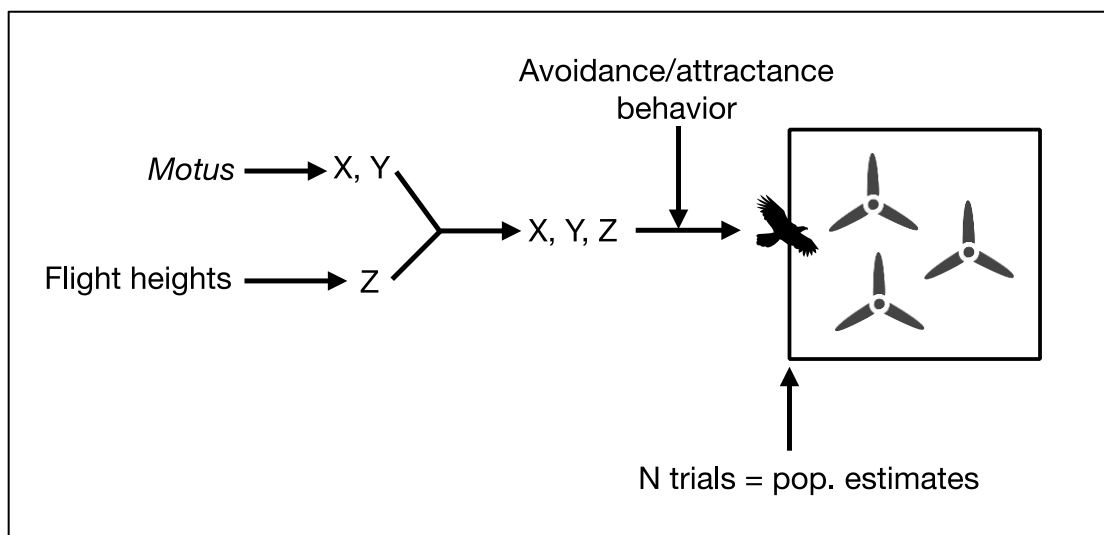 Avoidance/attractance
behavior
Motus
X, Y
X, Y, Z
Flight heights
Z
N trials = pop. estimates